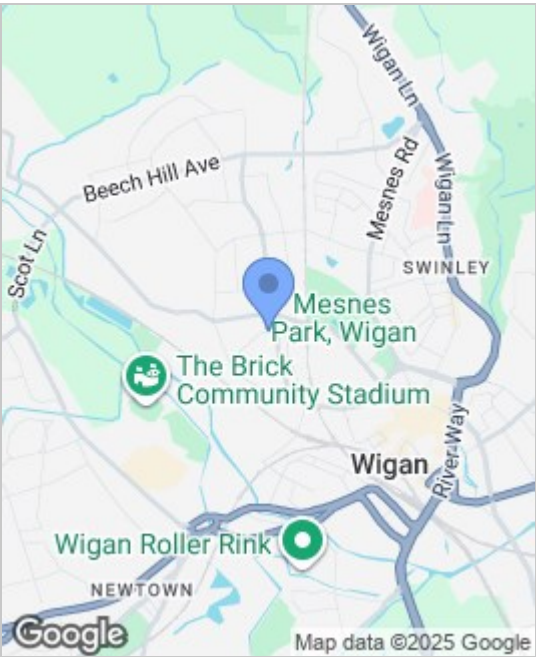 Wigan Ln
Beech Hill Ave
Mesnes Rd
Wigan Ln
Scot Ln
SWINLEY
Mesnes
Park, Wigan
The Brick
Community Stadium
Wigan
River Way
Wigan Roller Rink
NEWTOWN
Google
Map data ©2025 Google